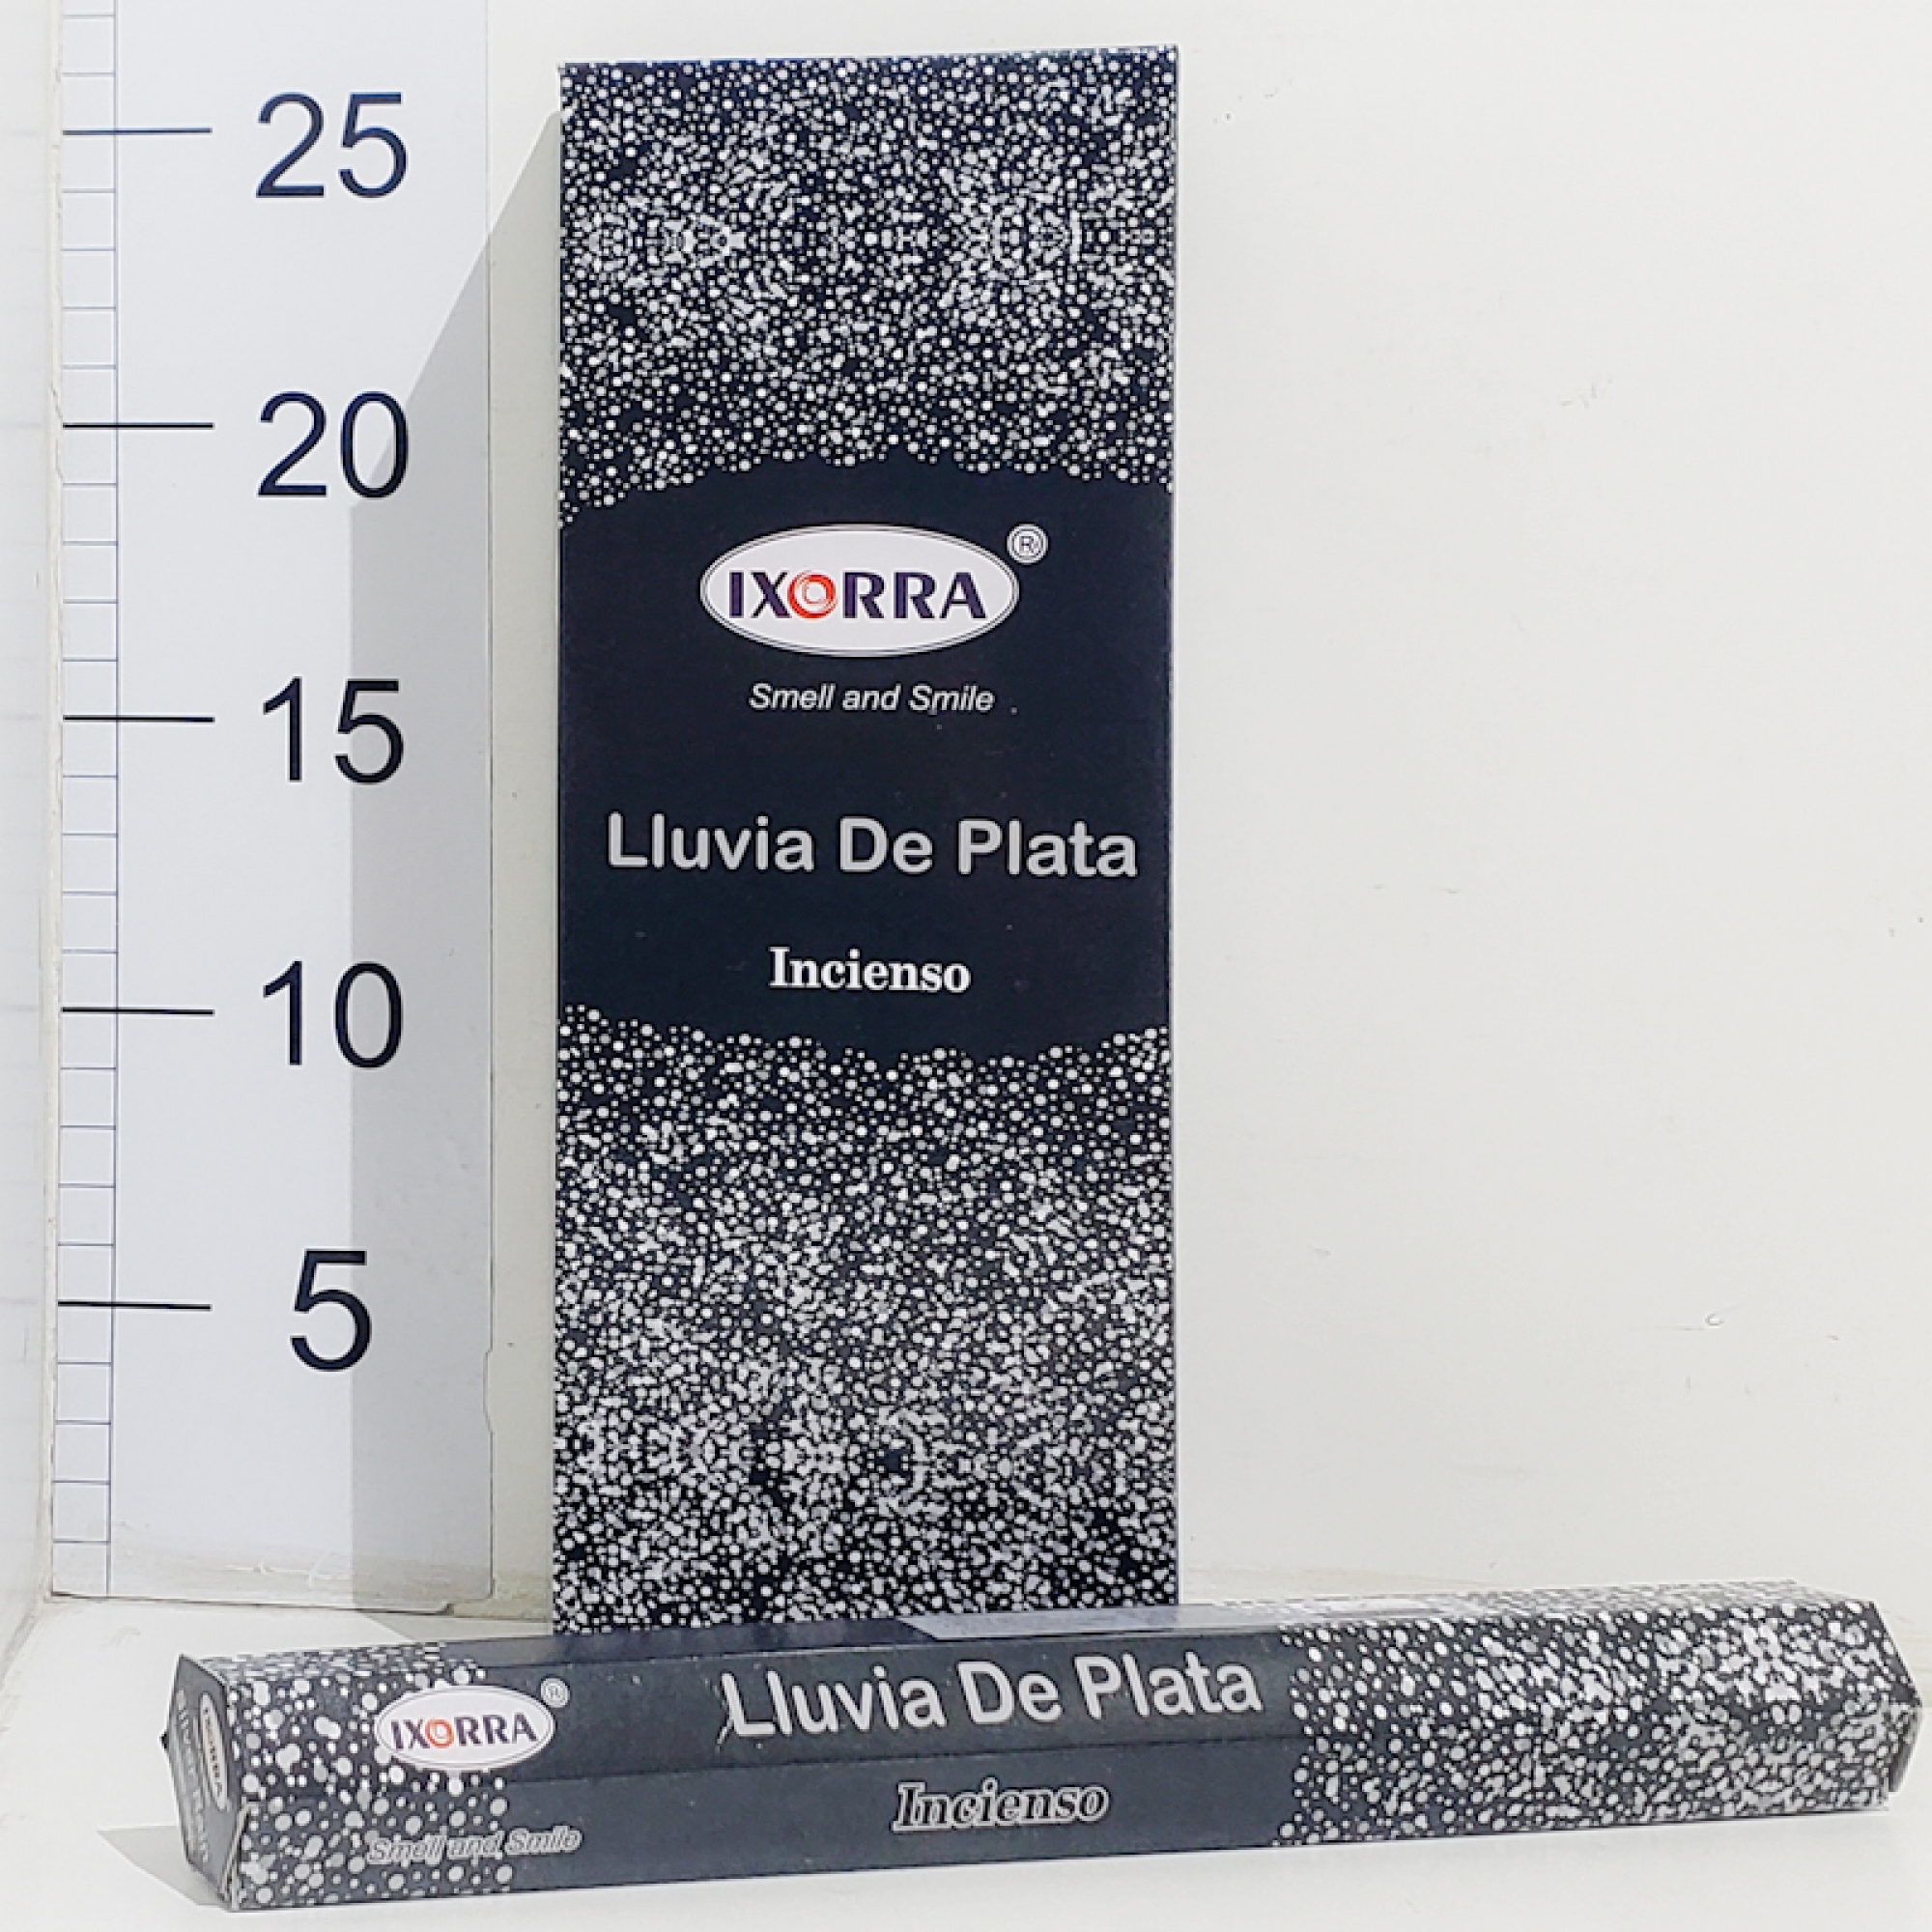 25
20
15
10
5
IXORRA ®
Smell and Smile
Lluvia De Plata
Incienso
IXORRA ®
Lluvia De Plata
Incienso
Smell and Smile
IXORRA